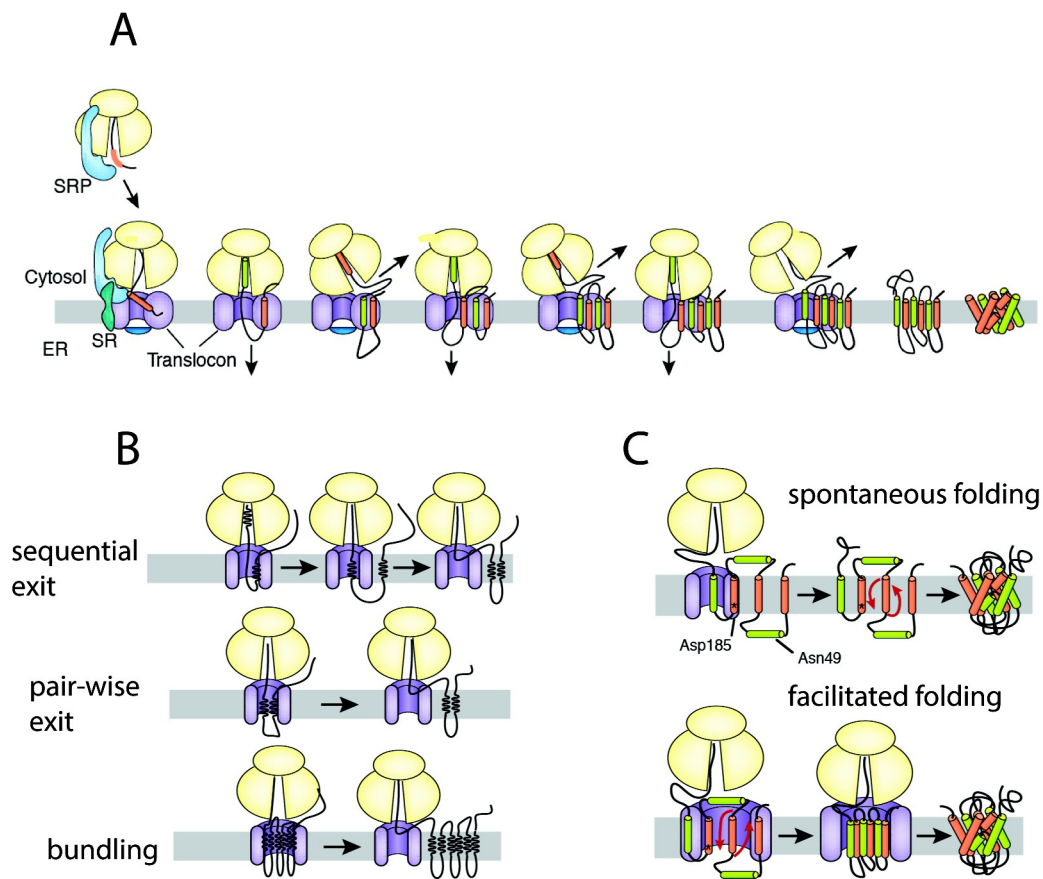 A
SRP
Cytosol
SR
ER
Translocon
B
sequential
exit
pair-wise
exit
bundling
C
spontaneous folding
Asp185
Asn49
facilitated folding
*
*
*